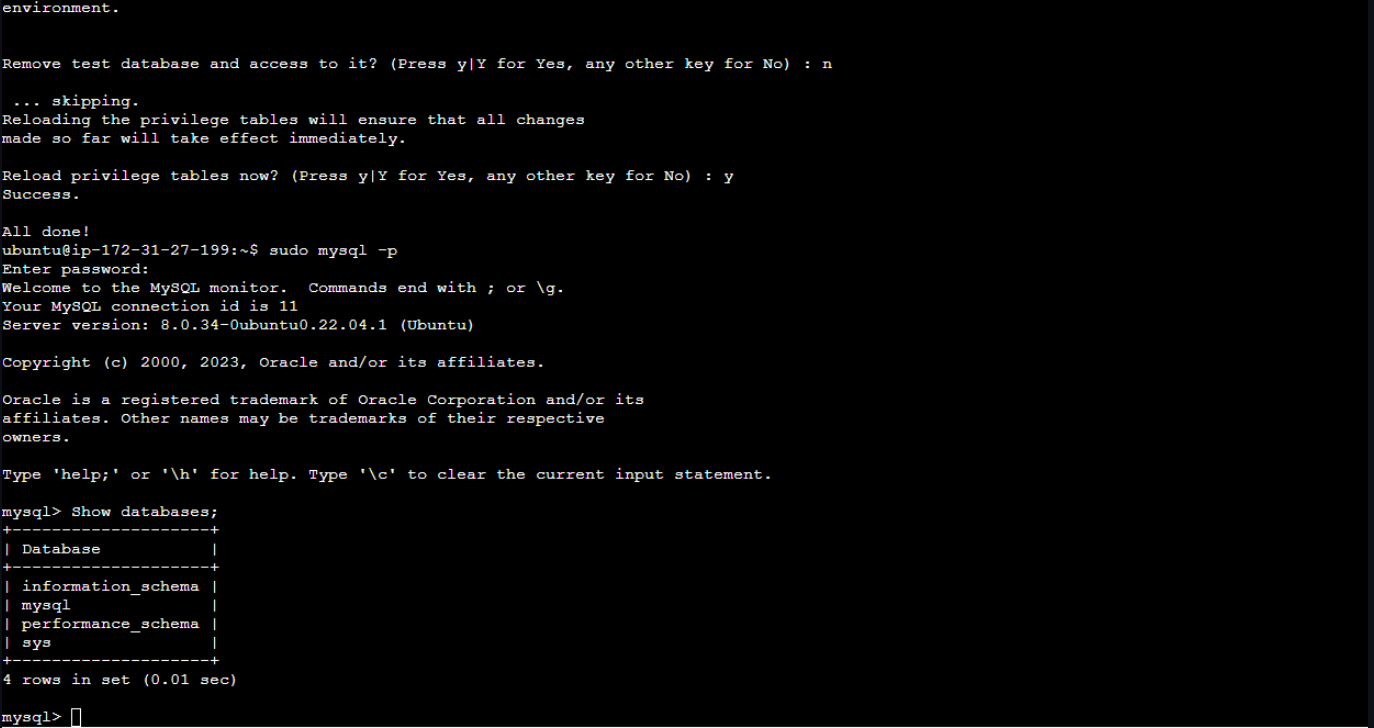 environment.
Remove test database and access to it? (Press y|Y for Yes, any other key for No) : n
 ... skipping.
Reloading the privilege tables will ensure that all changes
made so far will take effect immediately.
Reload privilege tables now? (Press y|Y for Yes, any other key for No) : y
Success.
All done!
ubuntu@ip-172-31-27-199:~$ sudo mysql -p
Enter password:
Welcome to the MySQL monitor.  Commands end with ; or \g.
Your MySQL connection id is 11
Server version: 8.0.34-0ubuntu0.22.04.1 (Ubuntu)
Copyright (c) 2000, 2023, Oracle and/or its affiliates.
Oracle is a registered trademark of Oracle Corporation and/or its
affiliates. Other names may be trademarks of their respective
owners.
Type 'help;' or '\h' for help. Type '\c' to clear the current input statement.
mysql> Show databases;
+--------------------+
| Database           |
+--------------------+
| information_schema |
| mysql              |
| performance_schema |
| sys                |
+--------------------+
4 rows in set (0.01 sec)
mysql>